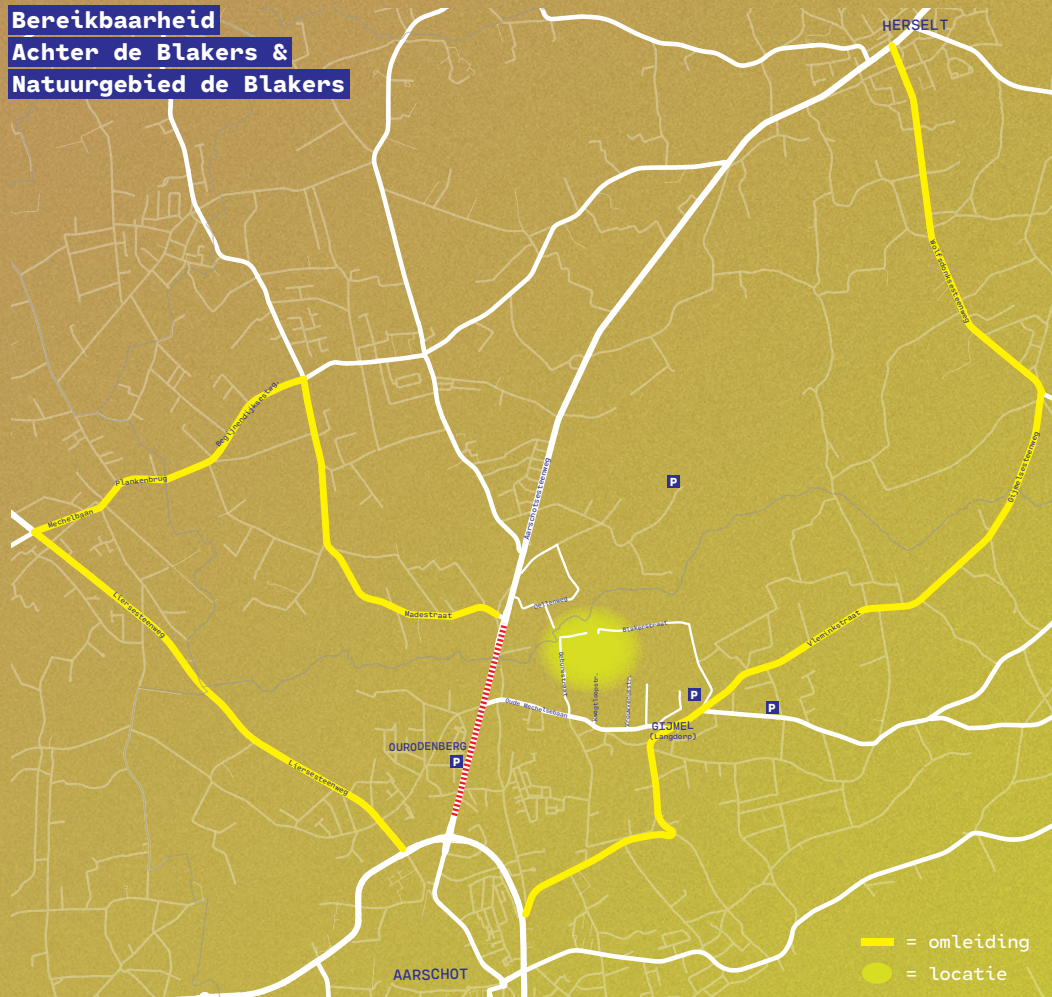 Bereikbaarheid
Achter de Blakers &
Natuurgebied de Blakers
HERSELT
Wolfsdonksesteenweg
Begijnendijksestwg.
Plankenbrug
Mechelbaan
Aarschotsesteenweg
P
Gijmelsesteenweg
Liersesteenweg
Madestraat
Blakerstraat
Vleminkstraat
Oude Mechelsebaan
P
P
GIJMEL
(Langdorp)
OURODENBERG
P
Liersesteenweg
AARSCHOT
= omleiding
= locatie